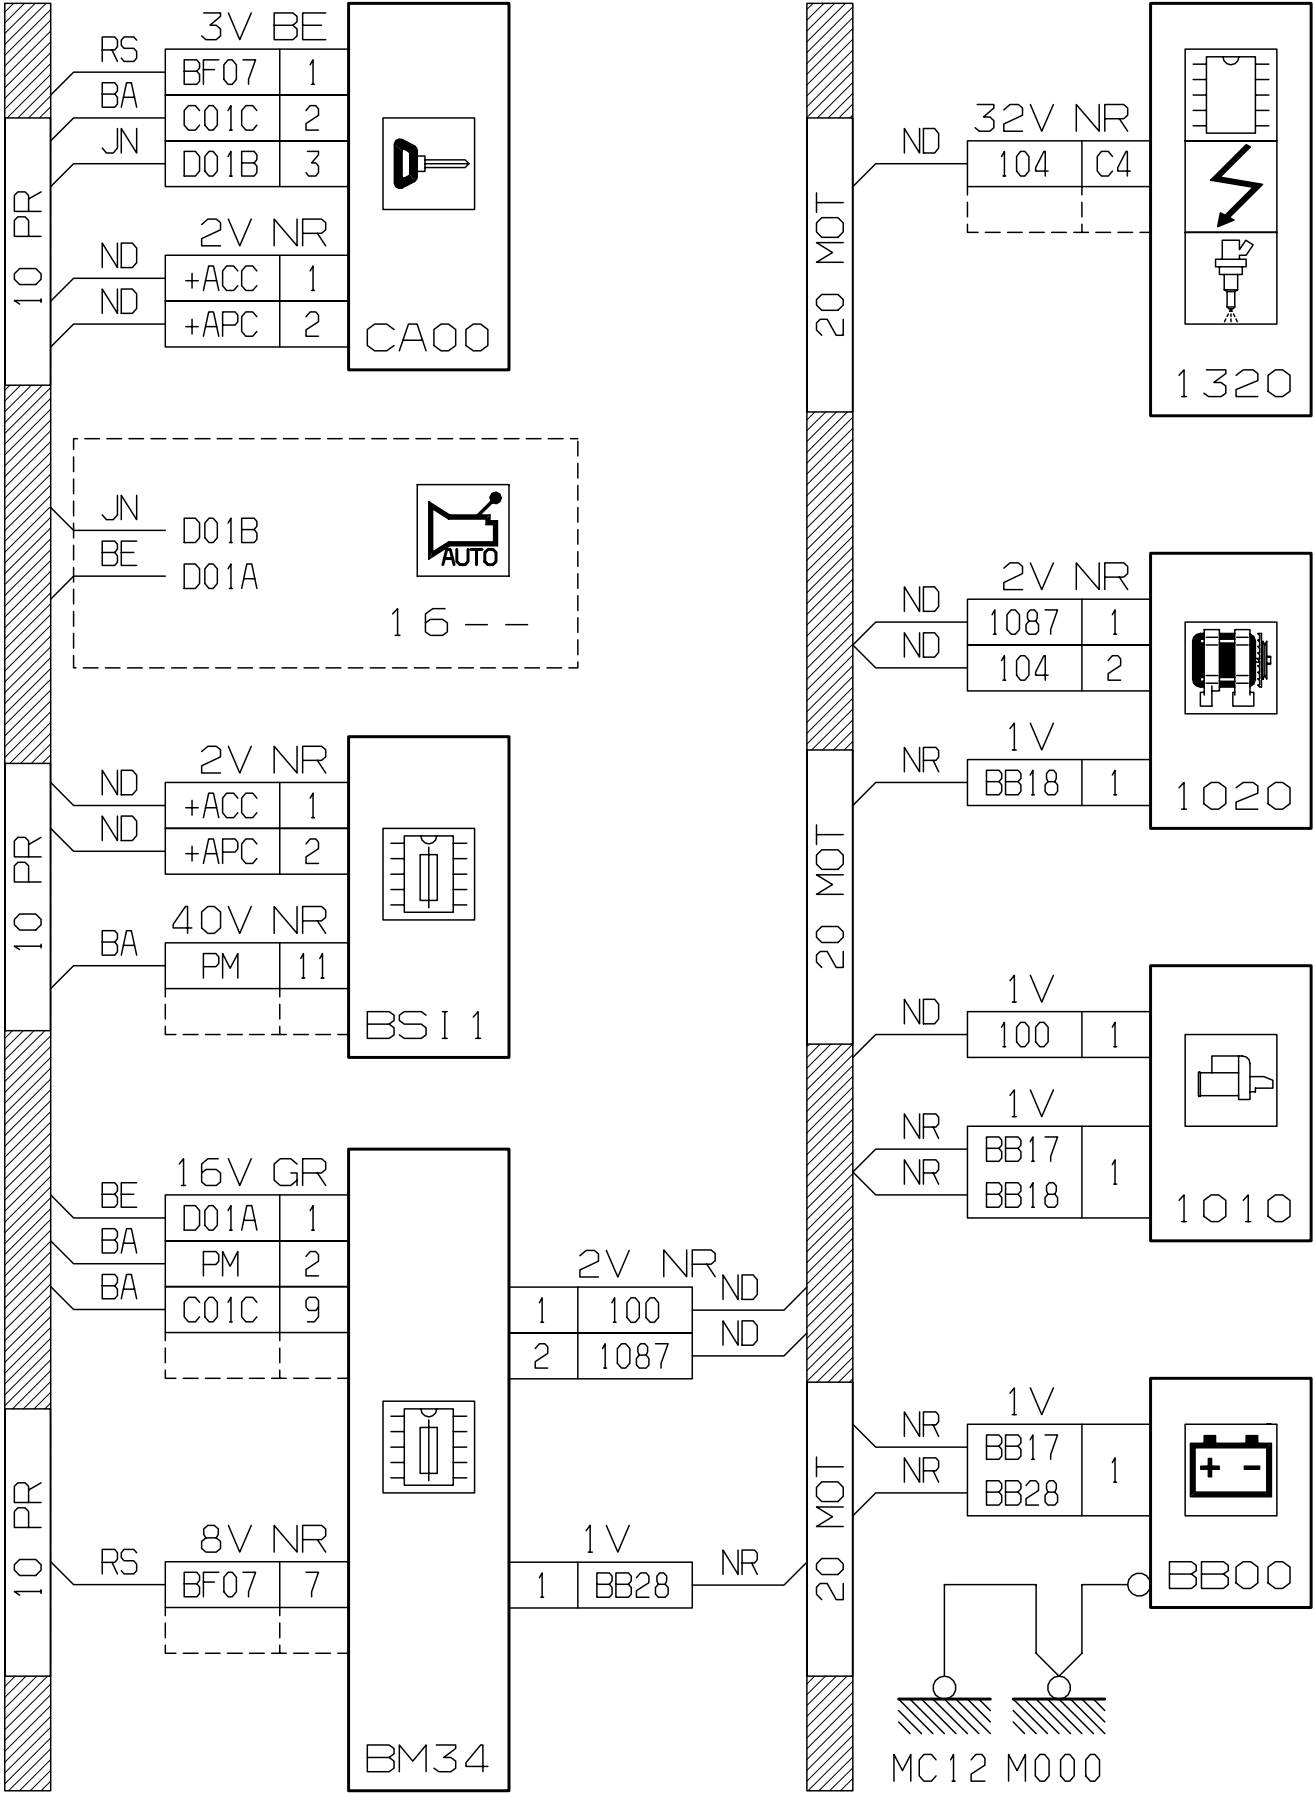 3V BE
RS
BF07 1
BA
C01C 2
JN
D01B 3
2V NR
ND
+ACC 1
ND
+APC 2
CA00
10 PR
JN
D01B
BE
D01A
AUTO
16--
2V NR
ND
+ACC 1
ND
+APC 2
40V NR
BA
PM 11
BSI1
10 PR
16V GR
BE
D01A 1
BA
PM 2
BA
C01C 9
2V NR
ND
1 100
ND
2 1087
8V NR
RS
BF07 7
1V
NR
1 BB28
BM34
10 PR
32V NR
ND
104 C4
1320
20 MOT
2V NR
ND
1087 1
ND
104 2
1V
NR
BB18 1
1020
20 MOT
1V
ND
100 1
1V
NR
BB17
NR
BB18
1
1010
1V
NR
BB17
NR
BB28
1
+ -
BB00
20 MOT
MC12 M000